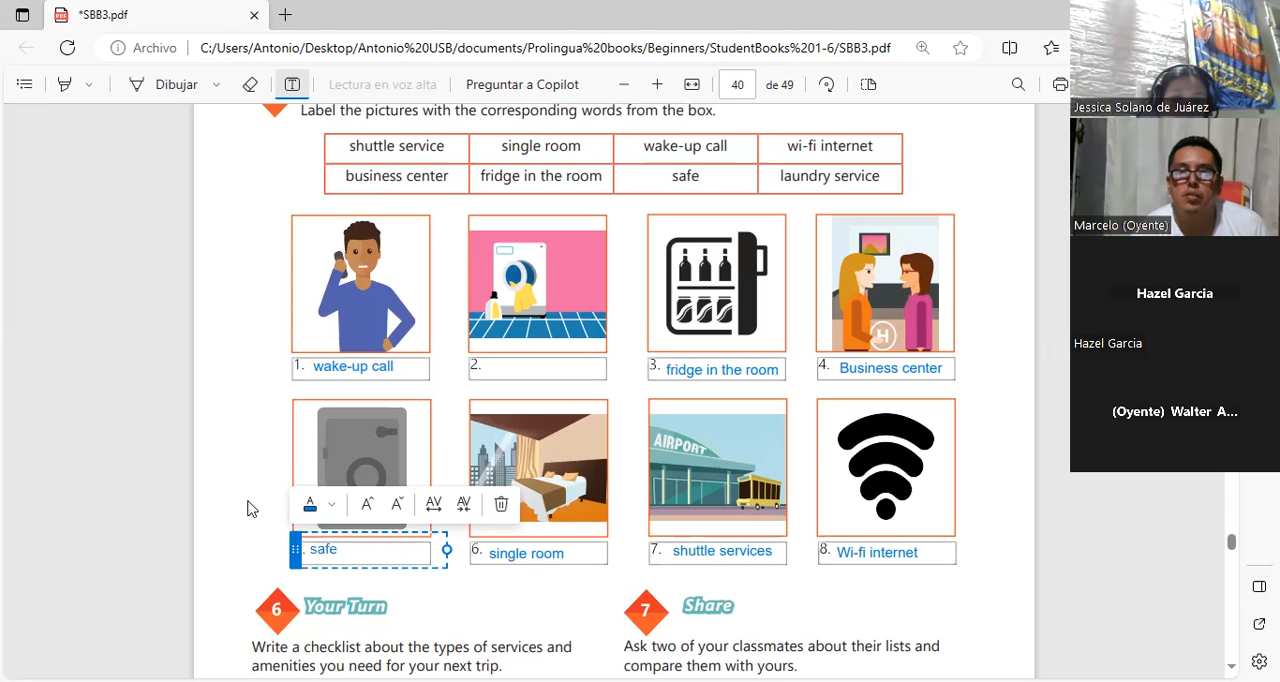 *SBB3.pdf
Archivo
C:/Users/Antonio/Desktop/Antonio%20USB/documents/Prolingua%20books/Beginners/StudentBooks%201-6/SBB3.pdf
Dibujar
Lectura en voz alta
Preguntar a Copilot
40
de 49
Label the pictures with the corresponding words from the box.
shuttle service
single room
wake-up call
wi-fi internet
business center
fridge in the room
safe
laundry service
1. wake-up call
2.
3. fridge in the room
4. Business center
H
AIRPORT
. safe
6. single room
7. shuttle services
8. Wi-fi internet
6 Your Turn
Write a checklist about the types of services and
amenities you need for your next trip.
7 Share
Ask two of your classmates about their lists and
compare them with yours.
Jessica Solano de Juárez
Marcelo (Oyente)
Hazel Garcia
Hazel Garcia
(Oyente) Walter A...